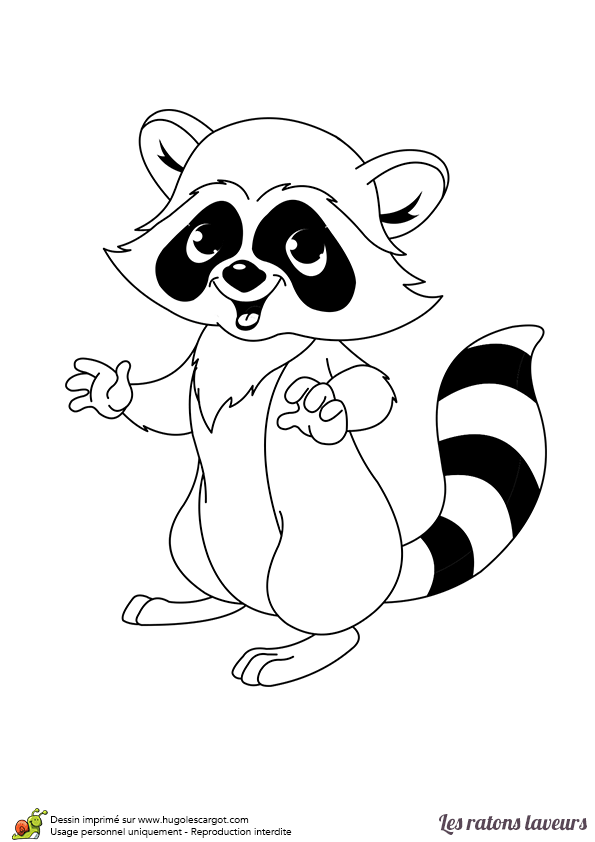 Dessin imprimé sur www.hugolescargot.com
Usage personnel uniquement - Reproduction interdite
Les ratons laveurs